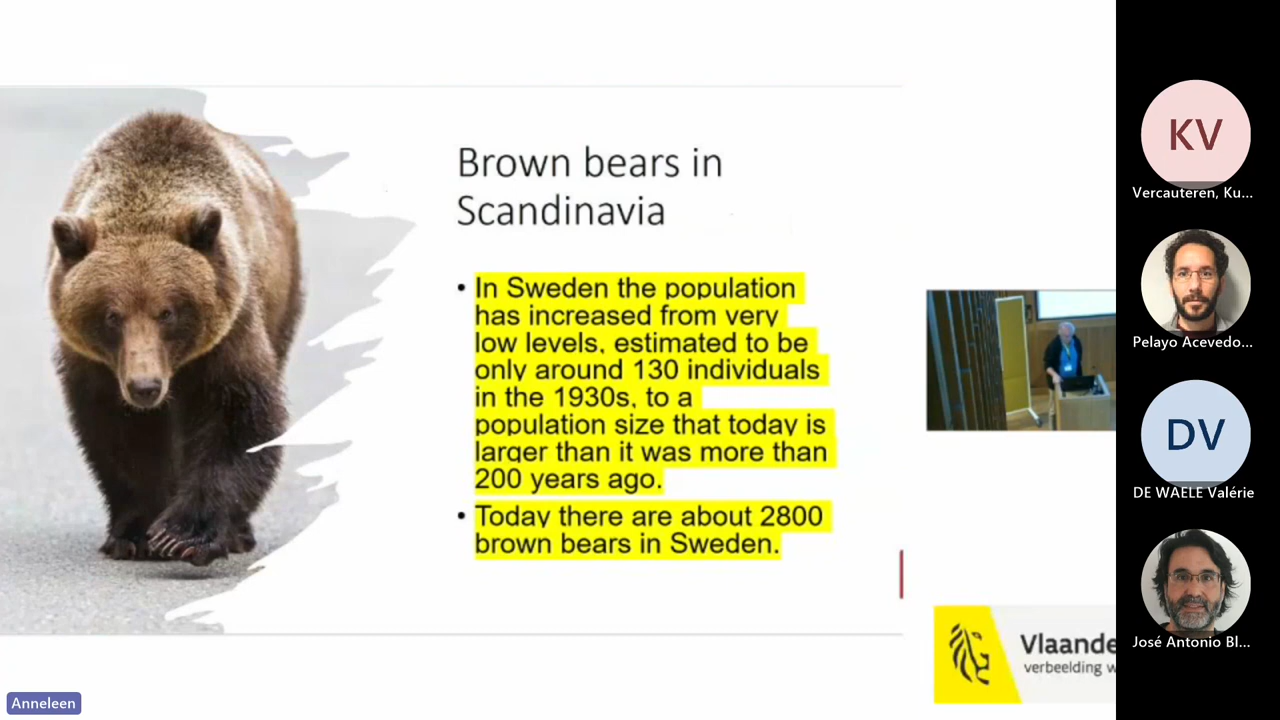 Brown bears in
Scandinavia
• In Sweden the population
has increased from very
low levels, estimated to be
only around 130 individuals
in the 1930s, to a
population size that today is
larger than it was more than
200 years ago.
• Today there are about 2800
brown bears in Sweden.
Vlaande
verbeelding w
Anneleen
KV
Vercauteren, Ku...
Pelayo Acevedo...
DV
DE WAELE Valérie
José Antonio Bl...